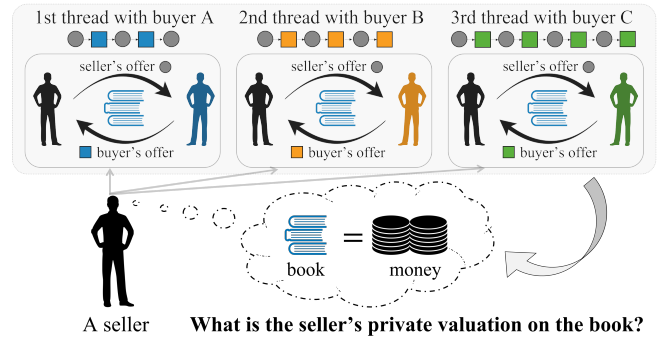 1st thread with buyer A
2nd thread with buyer B
3rd thread with buyer C
seller's offer
seller's offer
seller's offer
buyer's offer
buyer's offer
buyer's offer
book
=
money
A seller
What is the seller's private valuation on the book?